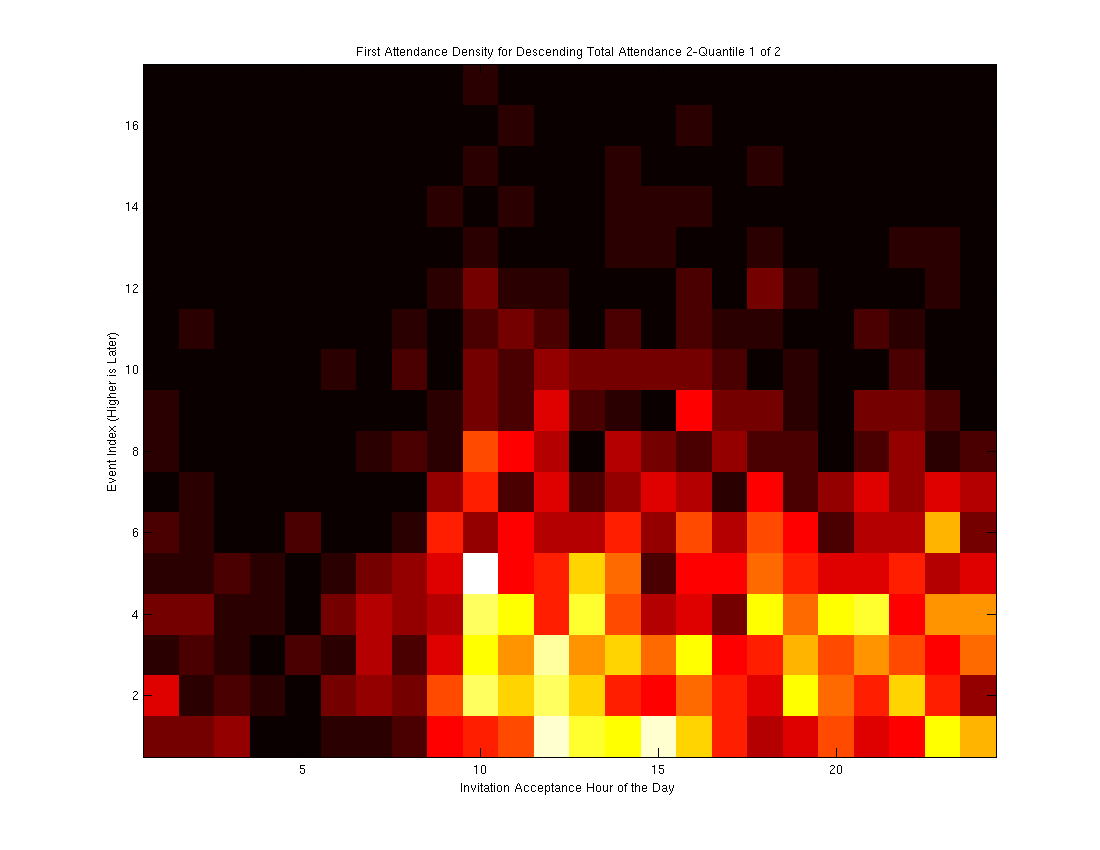 First Attendance Density for Descending Total Attendance 2-Quantile 1 of 2
16
14
12
10
8
6
4
2
Event Index (Higher is Later)
5 10 15 20
Invitation Acceptance Hour of the Day